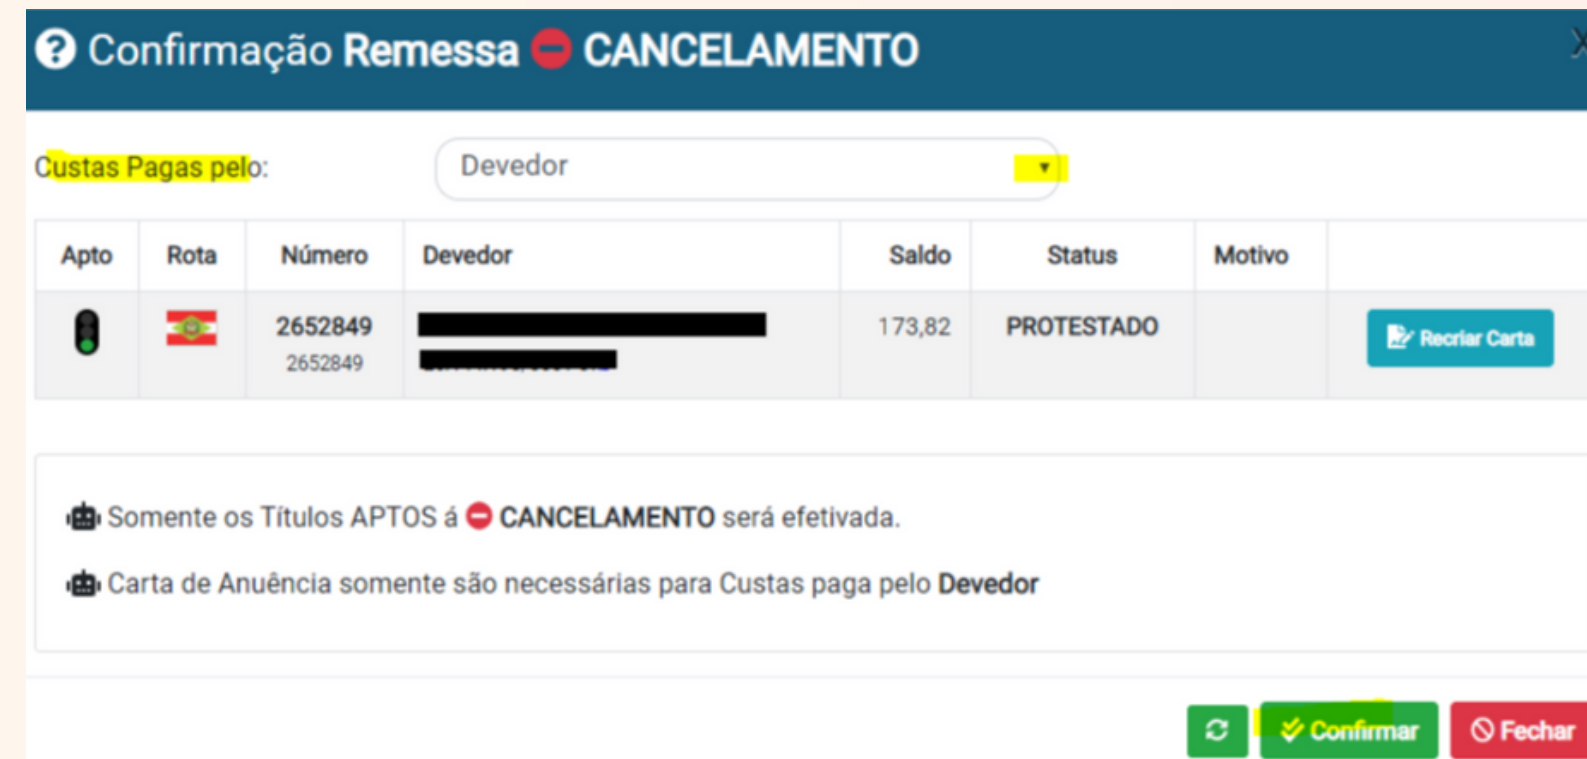 Confirmação Remessa CANCELAMENTO X
Custas Pagas pelo: Devedor
Apto Rota Número Devedor Saldo Status Motivo
2652849 173,82 PROTESTADO Recriar Carta
2652849
Somente os Títulos APTOS á CANCELAMENTO será efetivada.
Carta de Anuência somente são necessárias para Custas paga pelo Devedor
Confirmar Fechar